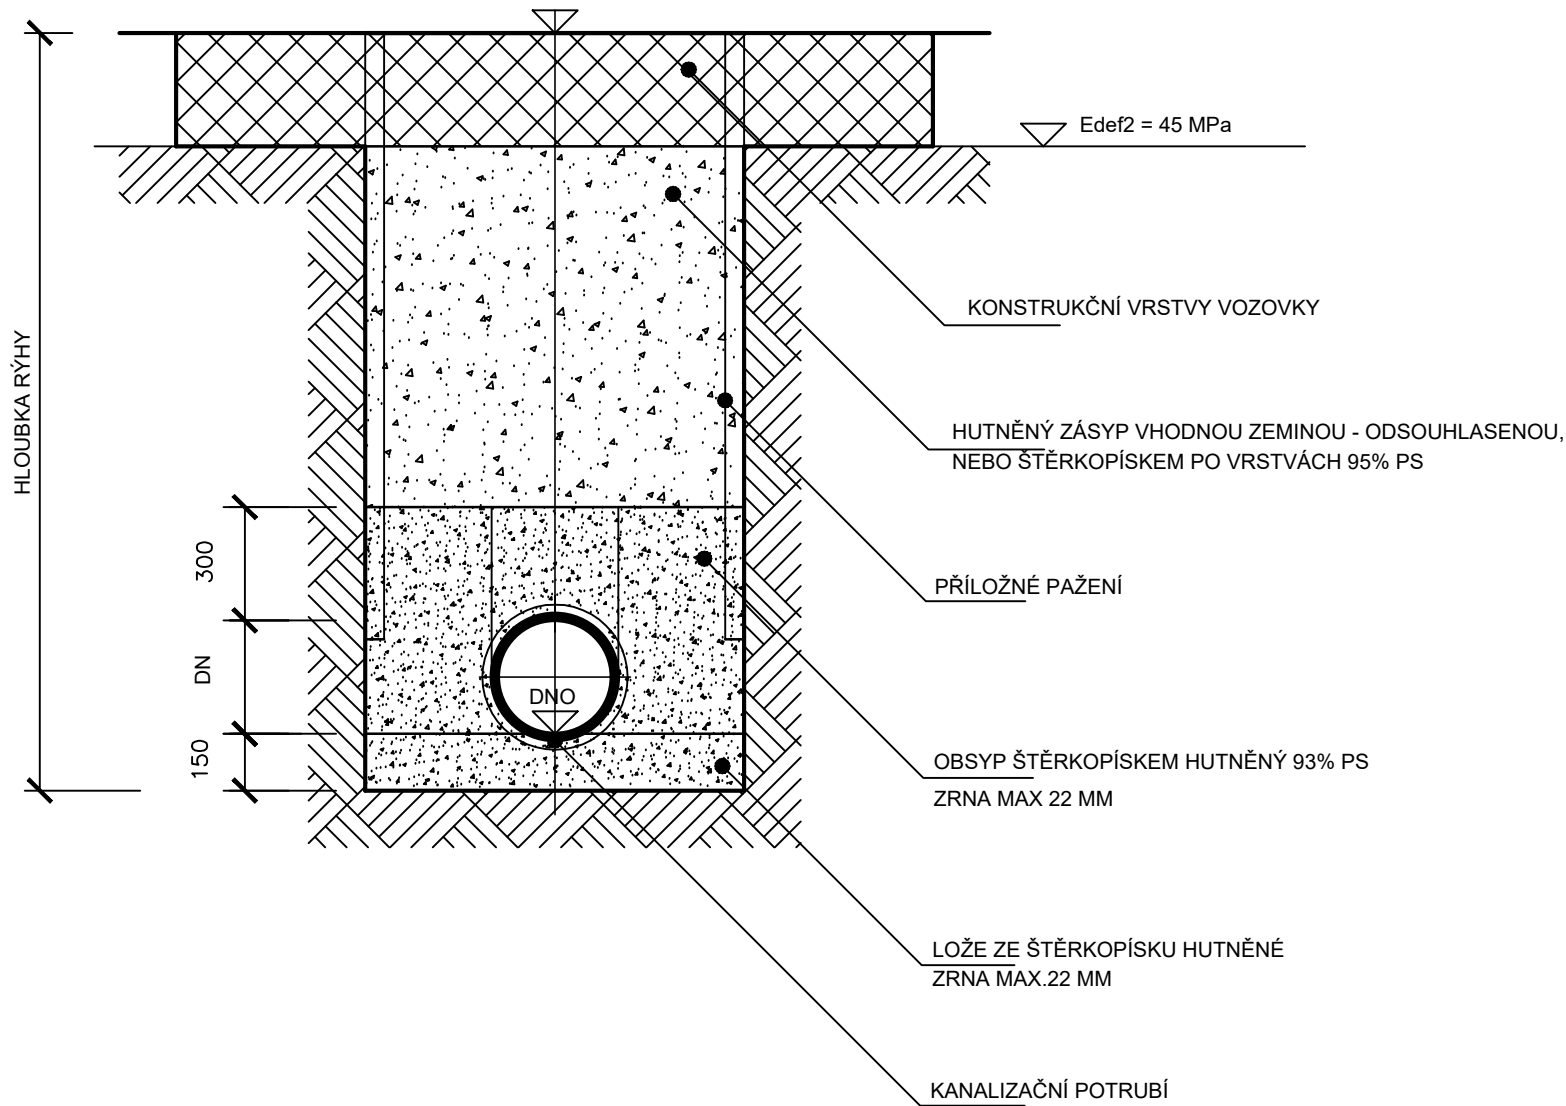 Edef2 = 45 MPa
KONSTRUKČNÍ VRSTVY VOZOVKY
HLOUBKA RÝHY
HUTNĚNÝ ZÁSYP VHODNOU ZEMINOU - ODSOUHLASENOU,
NEBO ŠTĚRKOPÍSKEM PO VRSTVÁCH 95% PS
300
PŘÍLOŽNÉ PAŽENÍ
DN
DNO
150
OBSYP ŠTĚRKOPÍSKEM HUTNĚNÝ 93% PS
ZRNA MAX 22 MM
LOŽE ZE ŠTĚRKOPÍSKU HUTNĚNÉ
ZRNA MAX.22 MM
KANALIZAČNÍ POTRUBÍ